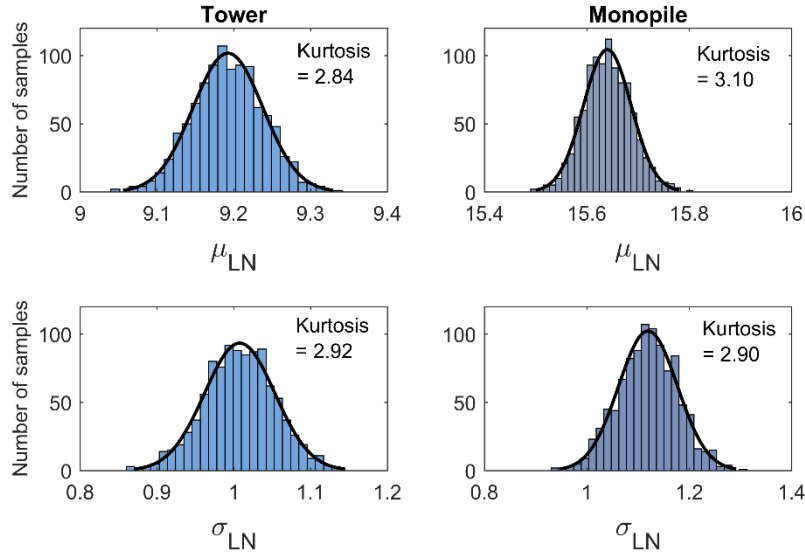 Tower
Monopile
Number of samples
100
50
0
Kurtosis
= 2.84
9
9.1
9.2
9.3
9.4
μLN
100
50
0
Kurtosis
= 3.10
15.4
15.6
15.8
16
μLN
Number of samples
100
50
0
Kurtosis
= 2.92
0.8
0.9
1
1.1
1.2
σLN
100
50
0
Kurtosis
= 2.90
0.8
1
1.2
1.4
σLN